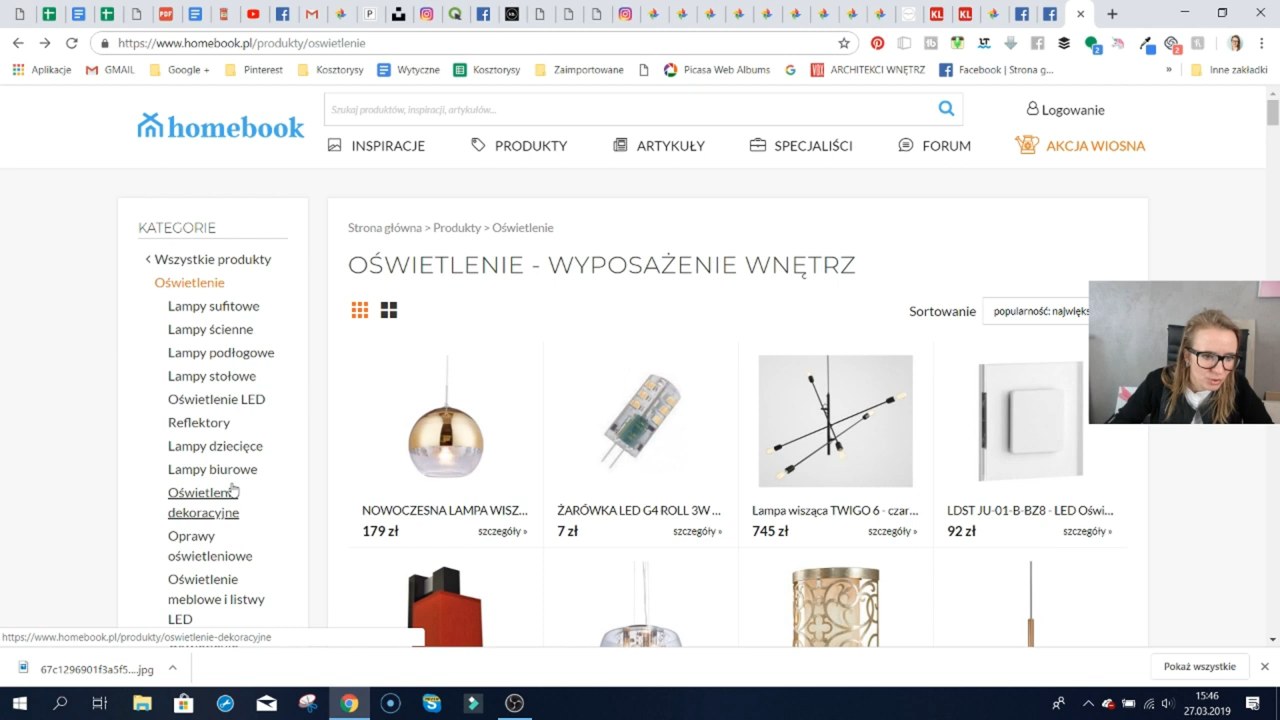 https://www.homebook.pl/produkty/oswietlenie
Aplikacje
GMAIL
Google +
Pinterest
Kosztorysy
Wytyczne
Kosztorysy
Zaimportowane
Picasa Web Albums
ARCHITEKCI WNĘTRZ
Facebook | Strona g...
»
Inne zakładki
homebook
Szukaj produktów, inspiracji, artykułów...
Logowanie
INSPIRACJE
PRODUKTY
ARTYKUŁY
SPECJALIŚCI
FORUM
AKCJA WIOSNA
KATEGORIE
< Wszystkie produkty
Oświetlenie
Lampy sufitowe
Lampy ścienne
Lampy podłogowe
Lampy stołowe
Oświetlenie LED
Reflektory
Lampy dziecięce
Lampy biurowe
Oświetlenie
dekoracyjne
Oprawy
oświetleniowe
Oświetlenie
meblowe i listwy
LED
Strona główna > Produkty > Oświetlenie
OŚWIETLENIE - WYPOSAŻENIE WNĘTRZ
Sortowanie
popularność: najwięks
NOWOCZESNA LAMPA WISZ...
179 zł
szczegóły »
ŻARÓWKA LED G4 ROLL 3W ...
7 zł
szczegóły »
Lampa wisząca TWIGO 6 - czar...
745 zł
szczegóły »
LDST JU-01-B-BZ8 - LED Oświ...
92 zł
szczegóły »
https://www.homebook.pl/produkty/oswietlenie-dekoracyjne
67c1296901f3a5f5....jpg
Pokaż wszystkie
15:46
27.03.2019